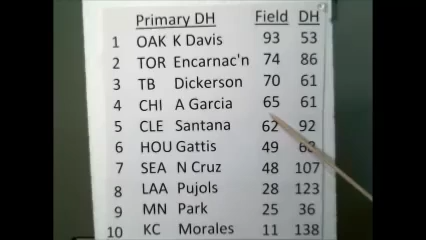 Primary DH Field DH
1 OAK K Davis 93 53
2 TOR Encarnac'n 74 86
3 TB Dickerson 70 61
4 CHI A Garcia 65 61
5 CLE Santana 62 92
6 HOU Gattis 49
7 SEA N Cruz 48 107
8 LAA Pujols 28 123
9 MN Park 25 36
10 KC Morales 11 138